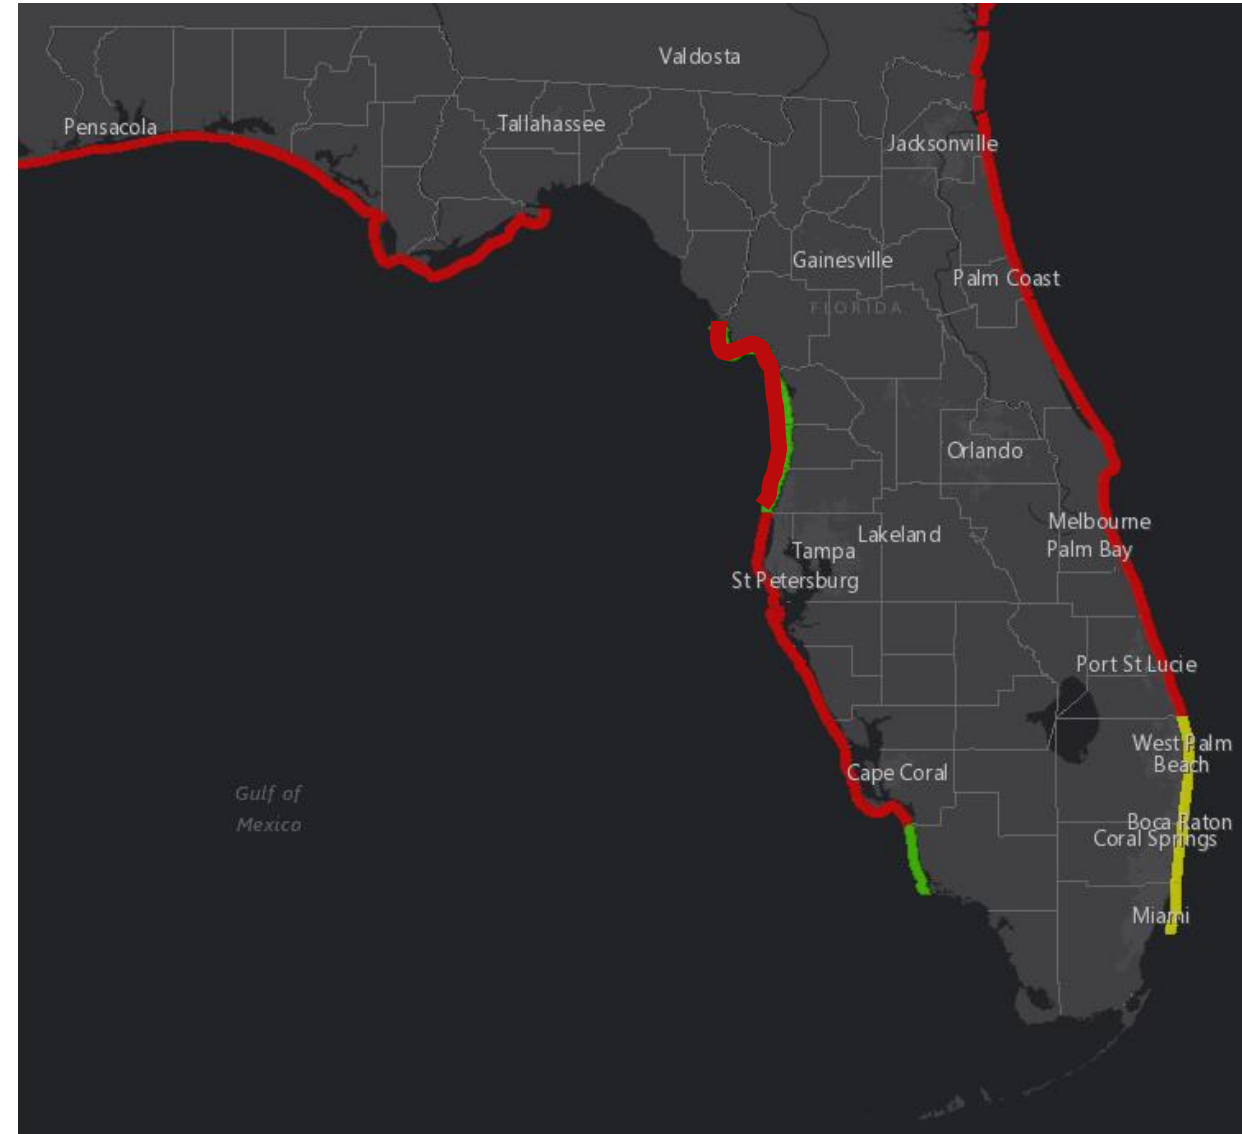 Valdosta
Pensacola
Tallahassee
Jacksonville
Gainesville
Palm Coast
FLORIDA
Orlando
Melbourne
Lakeland
Tampa
Palm Bay
St Petersburg
Port St Lucie
West Palm
Beach
Cape Coral
Gulf of
Mexico
Boca Raton
Coral Springs
Miami